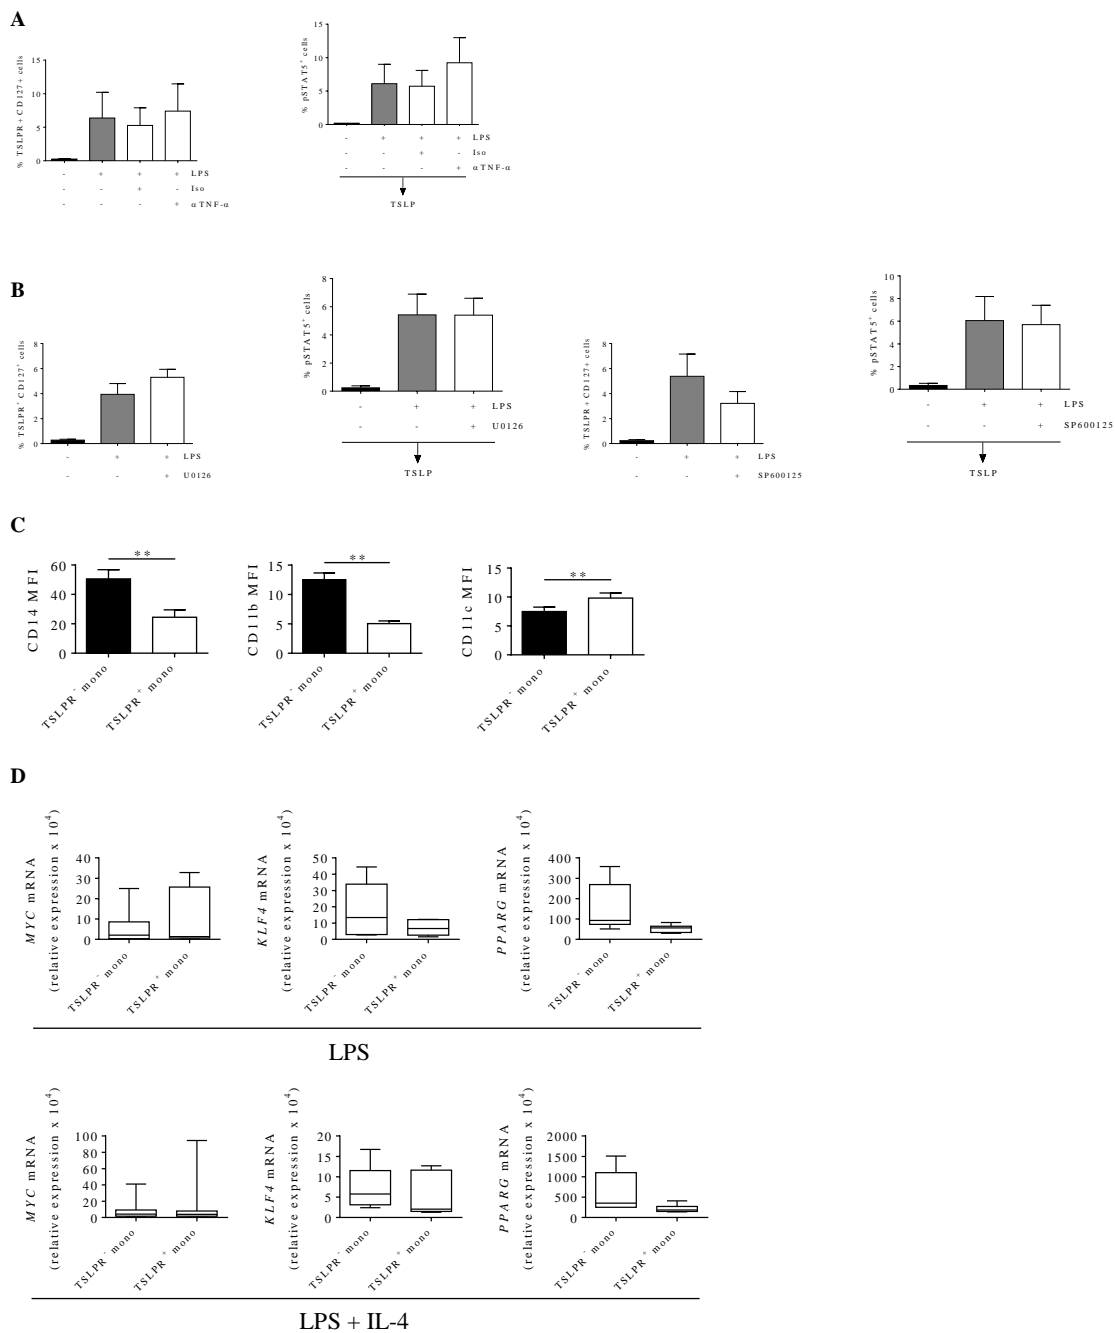 A
% TSLPR+ CD127+ cells
15
10
5
0
- + + + LPS
- - + - Iso
- - - + αTNF-α
% pSTAT5+ cells
15
10
5
0
- + + + LPS
- - + - Iso
- - - + αTNF-α
TSLP
B
% TSLPR+ CD127+ cells
8
6
4
2
0
- + + LPS
- - + U0126
% pSTAT5+ cells
8
6
4
2
0
- + + LPS
- - + U0126
TSLP
% TSLPR+ CD127+ cells
8
6
4
2
0
- + + LPS
- - + SP600125
% pSTAT5+ cells
10
8
6
4
2
0
- + + LPS
- - + SP600125
TSLP
C
CD14 MFI
60
40
20
0
**
TSLPR- mono
TSLPR+ mono
CD11b MFI
15
10
5
0
**
TSLPR- mono
TSLPR+ mono
CD11c MFI
15
10
5
0
**
TSLPR- mono
TSLPR+ mono
D
MYC mRNA
(relative expression x 10⁴)
40
30
20
10
0
TSLPR- mono
TSLPR+ mono
KLF4 mRNA
(relative expression x 10⁴)
50
40
30
20
10
0
TSLPR- mono
TSLPR+ mono
PPARG mRNA
(relative expression x 10⁴)
400
300
200
100
0
TSLPR- mono
TSLPR+ mono
LPS
MYC mRNA
(relative expression x 10⁴)
100
80
60
40
20
0
TSLPR- mono
TSLPR+ mono
KLF4 mRNA
(relative expression x 10⁴)
20
15
10
5
0
TSLPR- mono
TSLPR+ mono
PPARG mRNA
(relative expression x 10⁴)
2000
1500
1000
500
0
TSLPR- mono
TSLPR+ mono
LPS + IL-4